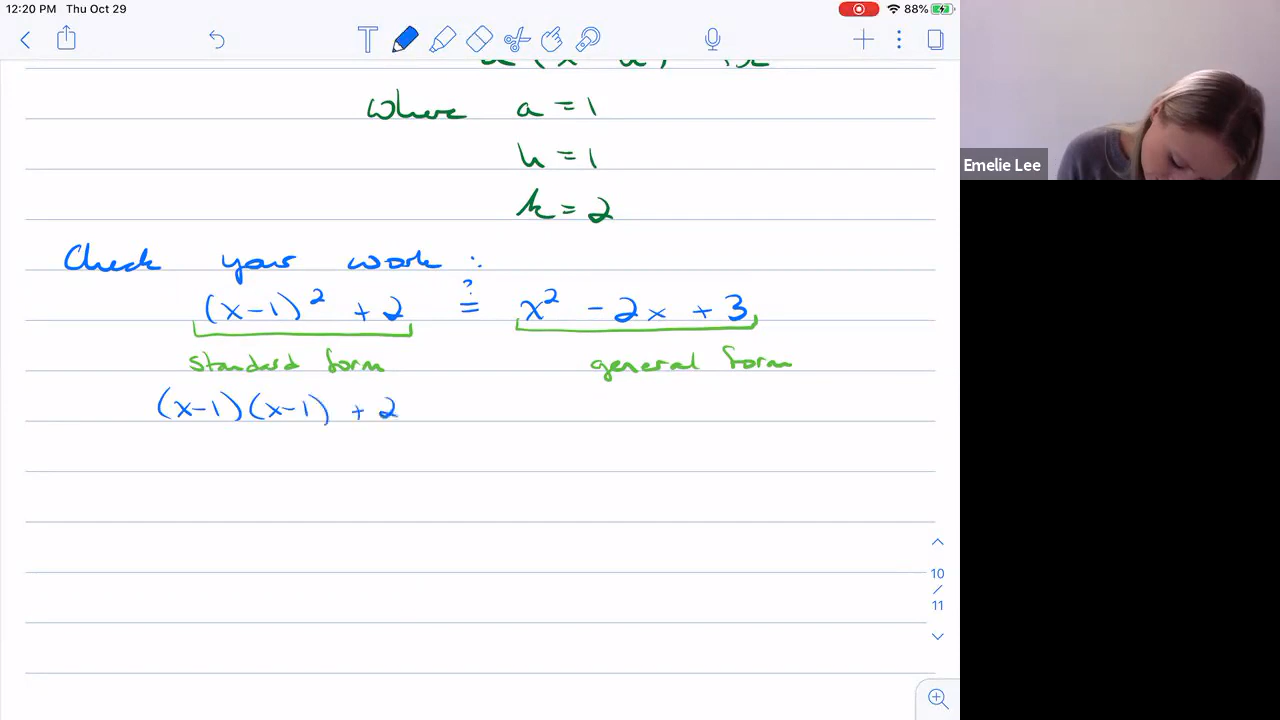 12:20 PM Thu Oct 29 88%
T
where a = 1
h = 1
k = 2
Emelie Lee
Check your work :
(x-1)² + 2 ≟ x² - 2x + 3
standard form general form
(x-1)(x-1) + 2
10
/
11